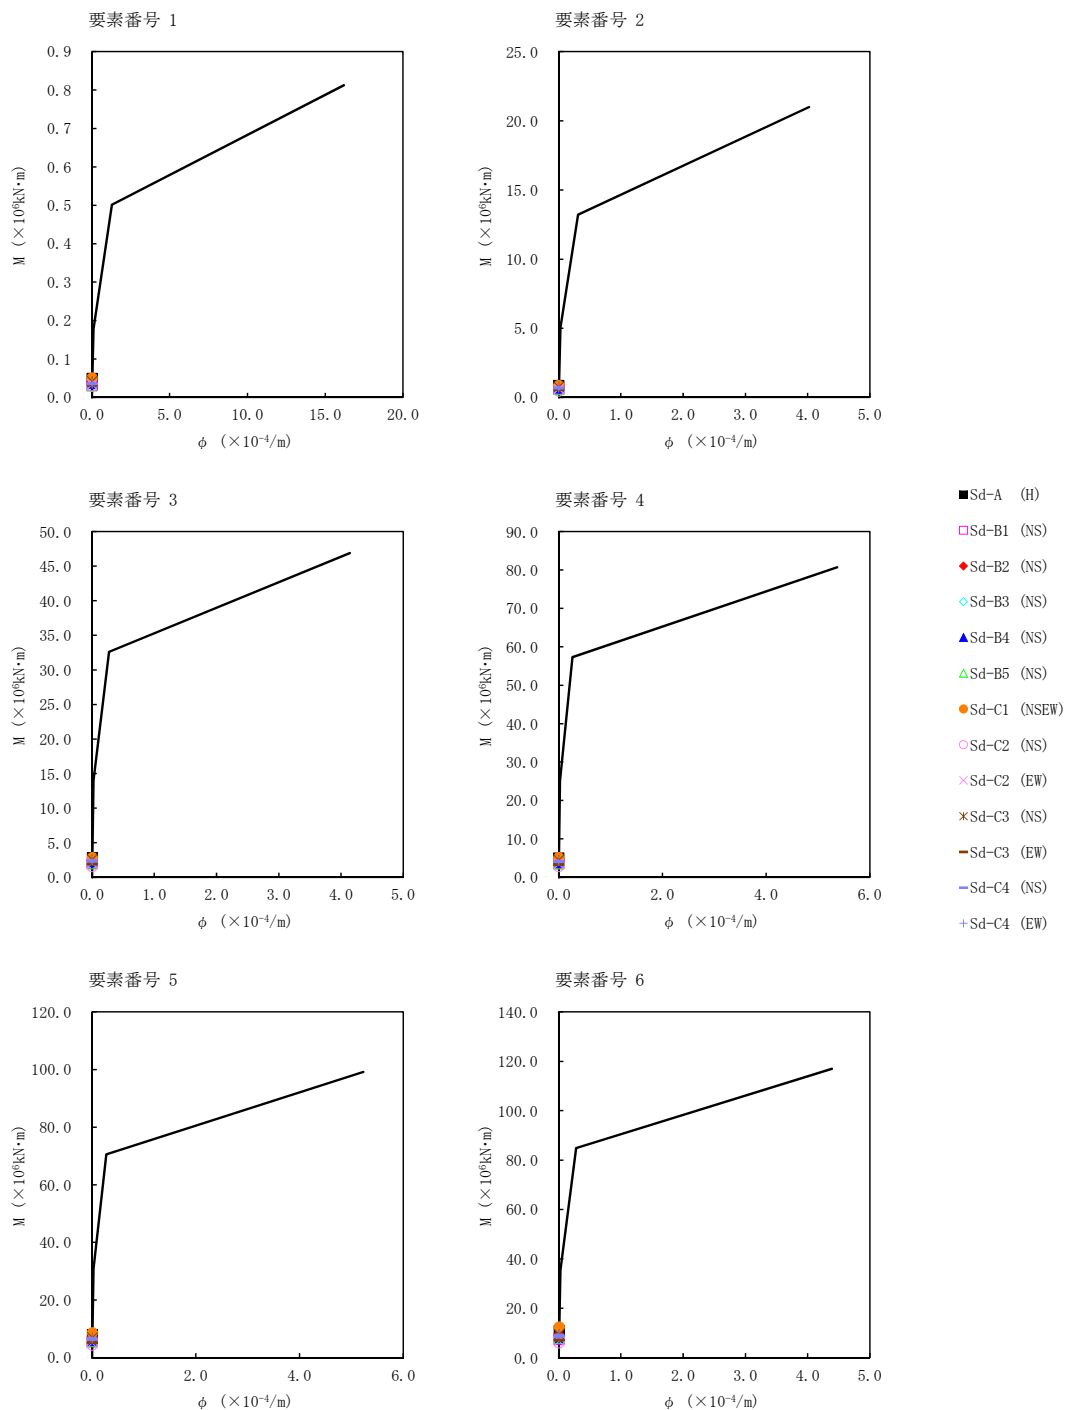 要素番号 1
0.9
0.8
0.7
0.6
0.5
0.4
0.3
0.2
0.1
0.0
M (×10⁶kN・m)
0.0 5.0 10.0 15.0 20.0
φ (×10⁻⁴/m)
要素番号 2
25.0
20.0
15.0
10.0
5.0
0.0
M (×10⁶kN・m)
0.0 1.0 2.0 3.0 4.0 5.0
φ (×10⁻⁴/m)
要素番号 3
50.0
45.0
40.0
35.0
30.0
25.0
20.0
15.0
10.0
5.0
0.0
M (×10⁶kN・m)
0.0 1.0 2.0 3.0 4.0 5.0
φ (×10⁻⁴/m)
要素番号 4
90.0
80.0
70.0
60.0
50.0
40.0
30.0
20.0
10.0
0.0
M (×10⁶kN・m)
0.0 2.0 4.0 6.0
φ (×10⁻⁴/m)
Sd-A (H)
Sd-B1 (NS)
Sd-B2 (NS)
Sd-B3 (NS)
Sd-B4 (NS)
Sd-B5 (NS)
Sd-C1 (NSEW)
Sd-C2 (NS)
Sd-C2 (EW)
Sd-C3 (NS)
Sd-C3 (EW)
Sd-C4 (NS)
Sd-C4 (EW)
要素番号 5
120.0
100.0
80.0
60.0
40.0
20.0
0.0
M (×10⁶kN・m)
0.0 2.0 4.0 6.0
φ (×10⁻⁴/m)
要素番号 6
140.0
120.0
100.0
80.0
60.0
40.0
20.0
0.0
M (×10⁶kN・m)
0.0 1.0 2.0 3.0 4.0 5.0
φ (×10⁻⁴/m)